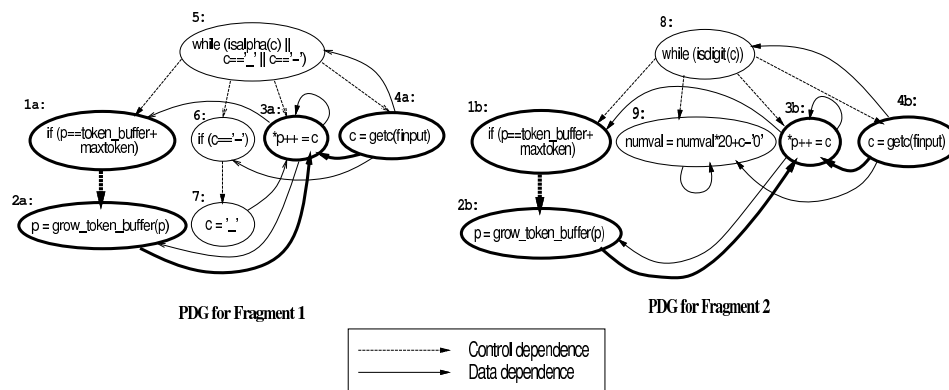 5:
while (isalpha(c) ||
c=='_' || c=='-')
1a:
if (p==token_buffer+
maxtoken)
6:
if (c=='-')
3a:
*p++ = c
4a:
c = getc(finput)
7:
c = '_'
2a:
p = grow_token_buffer(p)
PDG for Fragment 1
8:
while (isdigit(c))
1b:
if (p==token_buffer+
maxtoken)
9:
numval = numval*20+c-'0'
3b:
*p++ = c
4b:
c = getc(finput)
2b:
p = grow_token_buffer(p)
PDG for Fragment 2
Control dependence
Data dependence